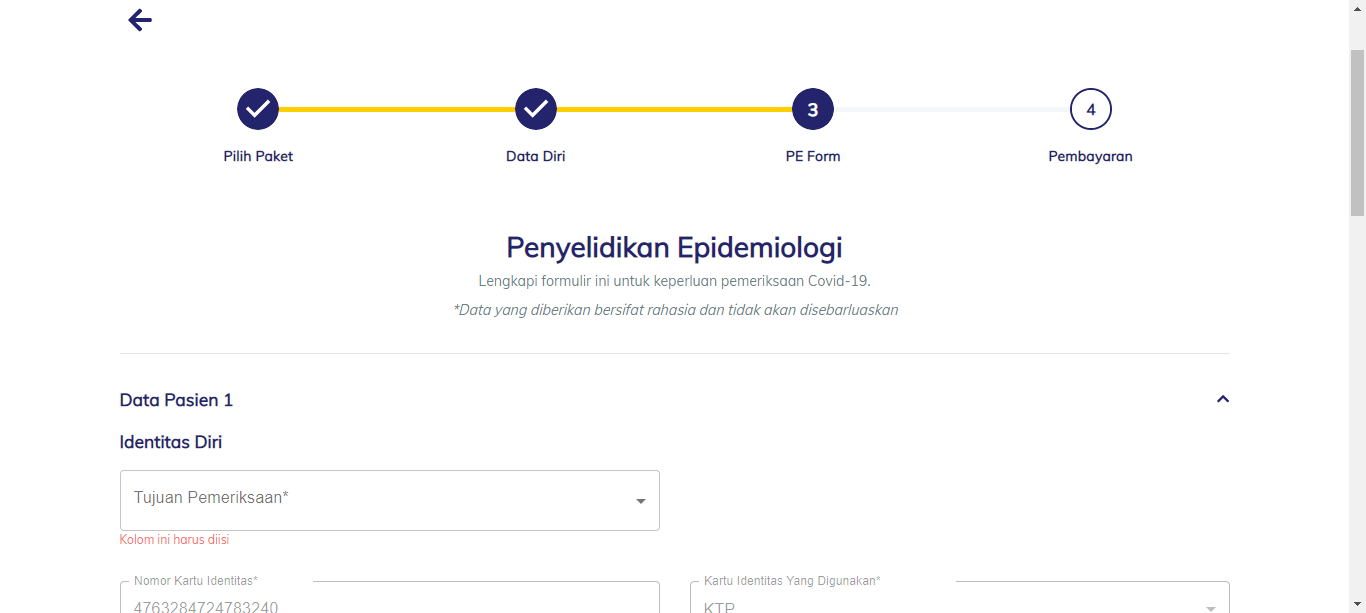 3
4
Pilih Paket
Data Diri
PE Form
Pembayaran
Penyelidikan Epidemiologi
Lengkapi formulir ini untuk keperluan pemeriksaan Covid-19.
*Data yang diberikan bersifat rahasia dan tidak akan disebarluaskan
Data Pasien 1
Identitas Diri
Tujuan Pemeriksaan*
Kolom ini harus diisi
Nomor Kartu Identitas*
4763284724783240
Kartu Identitas Yang Digunakan*
KTP